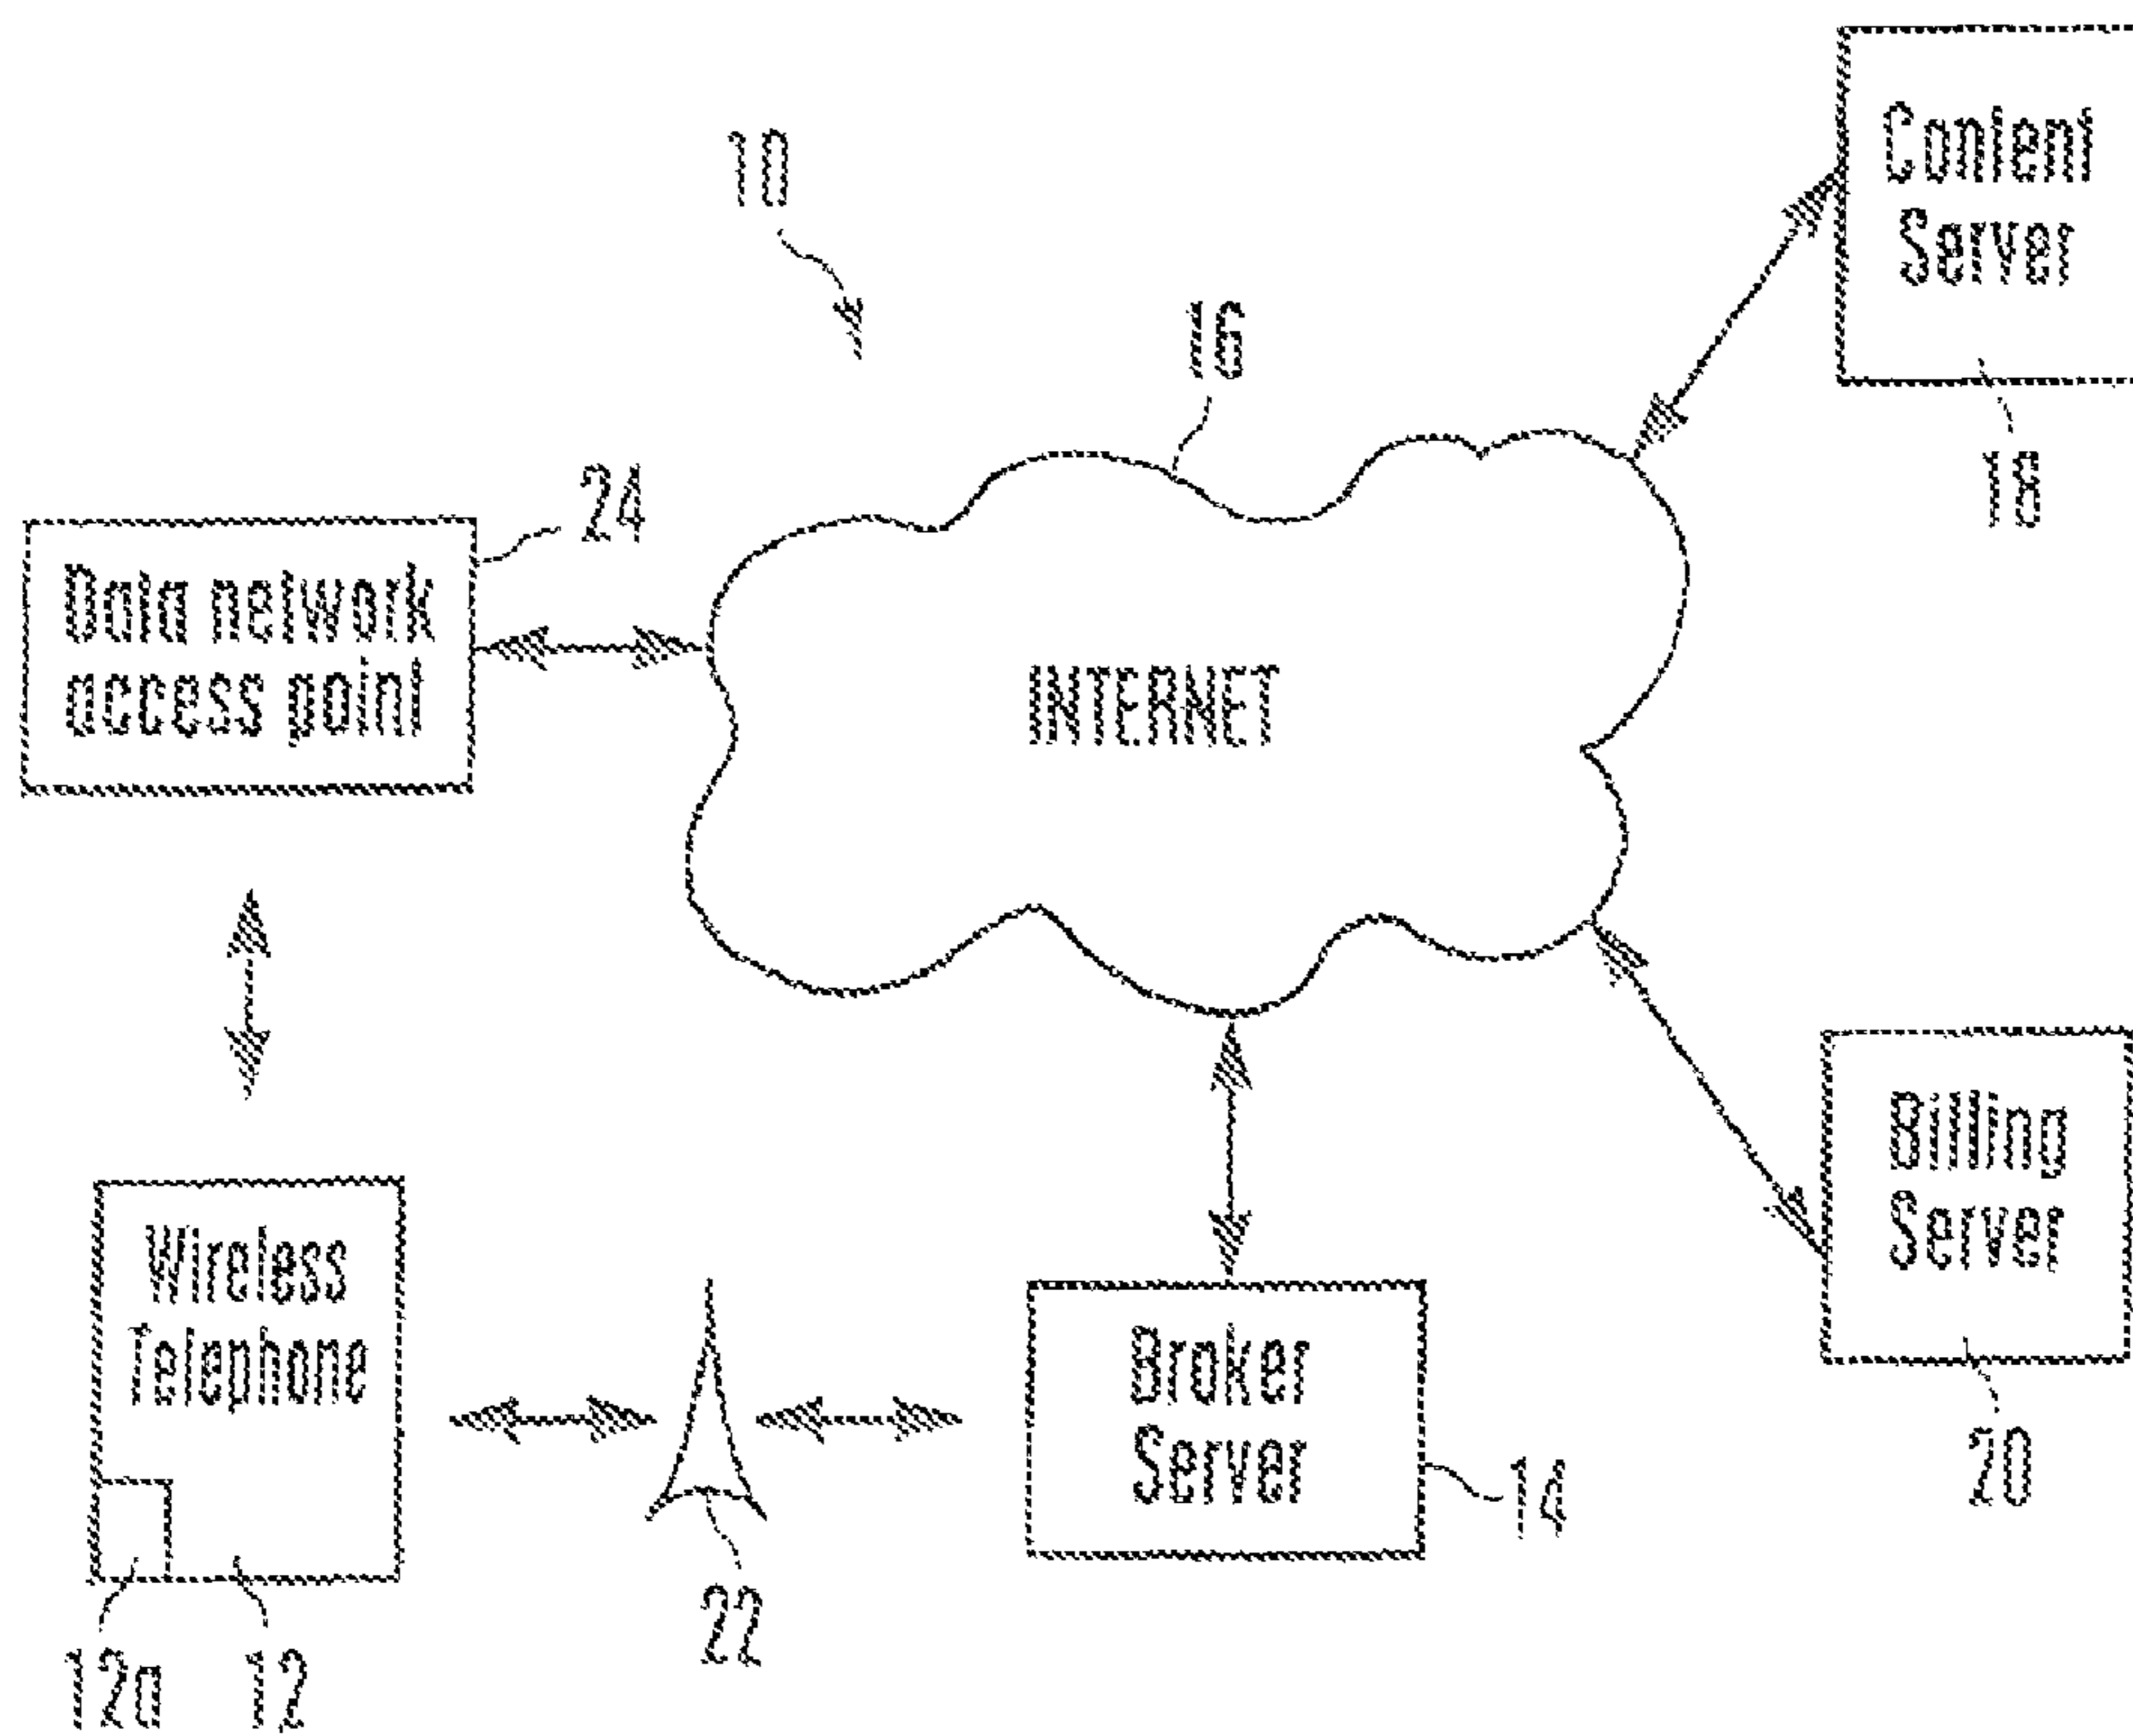 10
Content
Server
18
16
24
Data network
access point
INTERNET
Wireless
Telephone
12a
12
22
Broker
Server
14
Billing
Server
20